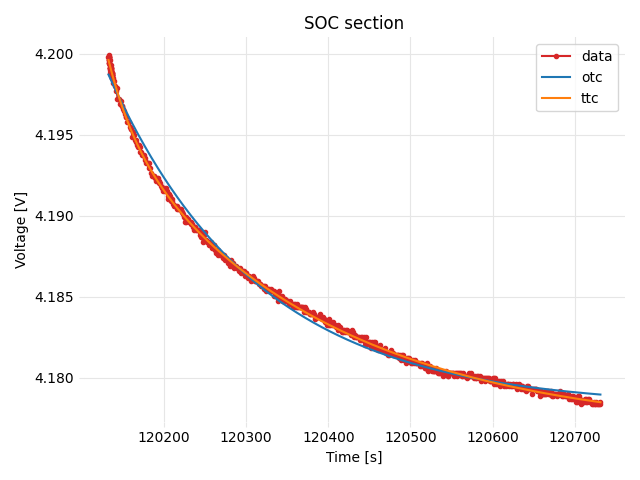 SOC section
4.200
4.195
4.190
4.185
4.180
Voltage [V]
data
otc
ttc
120200 120300 120400 120500 120600 120700
Time [s]